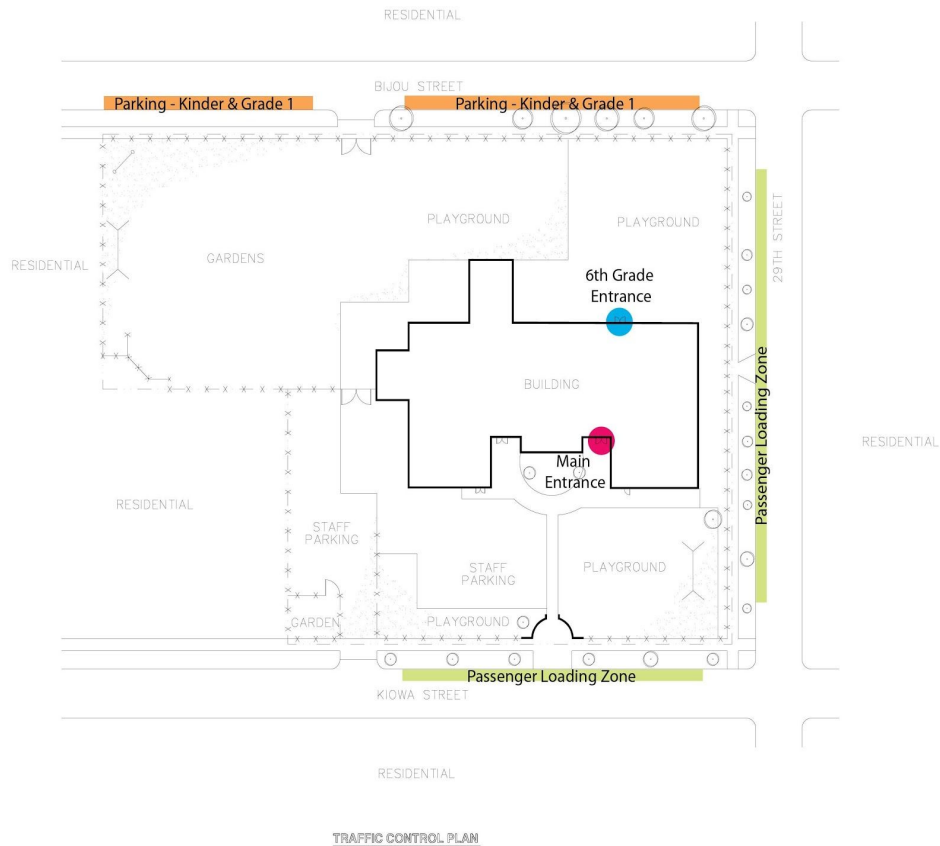 RESIDENTIAL
BIJOU STREET
Parking - Kinder & Grade 1
Parking - Kinder & Grade 1
PLAYGROUND
PLAYGROUND
29TH STREET
RESIDENTIAL
GARDENS
6th Grade
Entrance
BUILDING
Passenger Loading Zone
RESIDENTIAL
Main
Entrance
RESIDENTIAL
STAFF
PARKING
STAFF
PARKING
PLAYGROUND
GARDEN
PLAYGROUND
Passenger Loading Zone
KIOWA STREET
RESIDENTIAL
TRAFFIC CONTROL PLAN